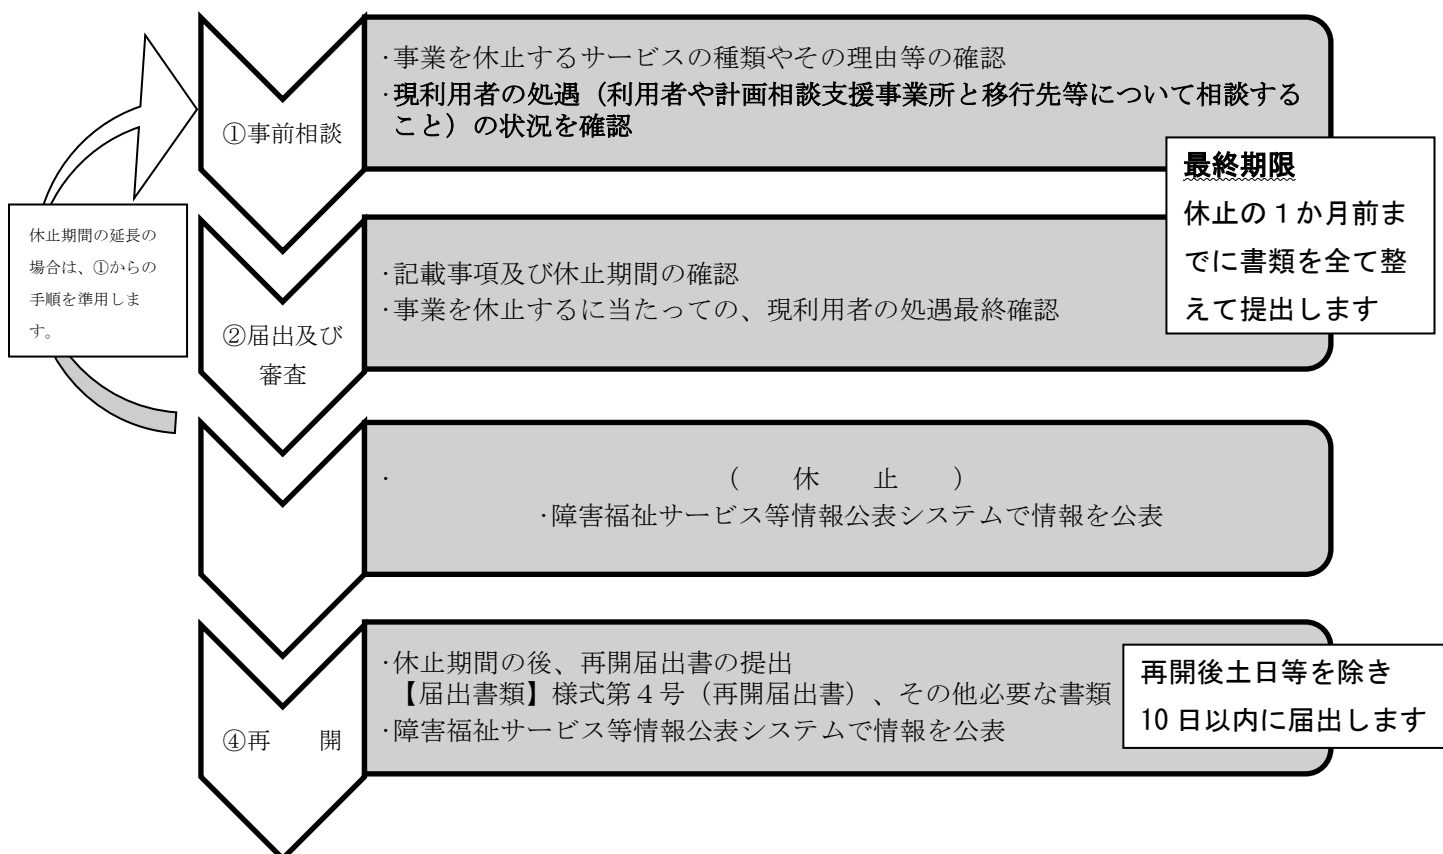 ①事前相談
・事業を休止するサービスの種類やその理由等の確認
・現利用者の処遇（利用者や計画相談支援事業所と移行先等について相談する
こと）の状況を確認
最終期限
休止の１か月前ま
でに書類を全て整
えて提出します
休止期間の延長の
場合は、①からの
手順を準用しま
す。
②届出及び
審査
・記載事項及び休止期間の確認
・事業を休止するに当たっての、現利用者の処遇最終確認
・（　休　止　）
・障害福祉サービス等情報公表システムで情報を公表
④再　開
・休止期間の後、再開届出書の提出
【届出書類】様式第４号（再開届出書）、その他必要な書類
・障害福祉サービス等情報公表システムで情報を公表
再開後土日等を除き
10 日以内に届出します